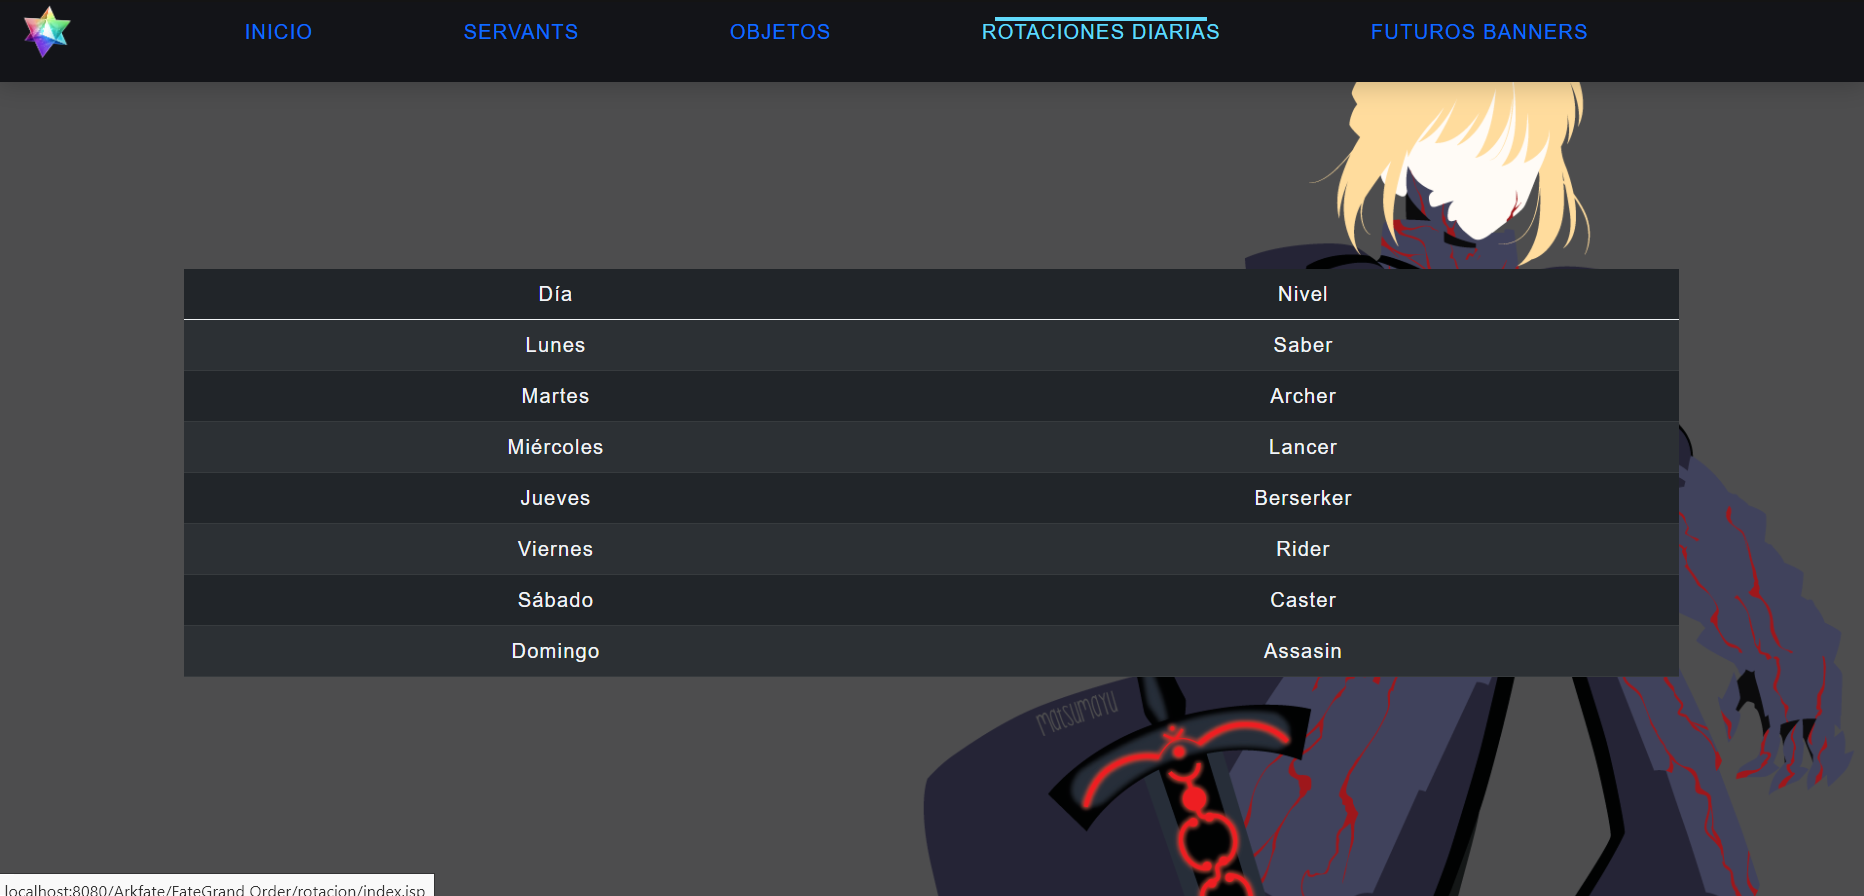 INICIO SERVANTS OBJETOS ROTACIONES DIARIAS FUTUROS BANNERS
Día Nivel
Lunes Saber
Martes Archer
Miércoles Lancer
Jueves Berserker
Viernes Rider
Sábado Caster
Domingo Assasin
matsumayu
localhost:8080/Arkfate/FateGrand Order/rotacion/index.jsp